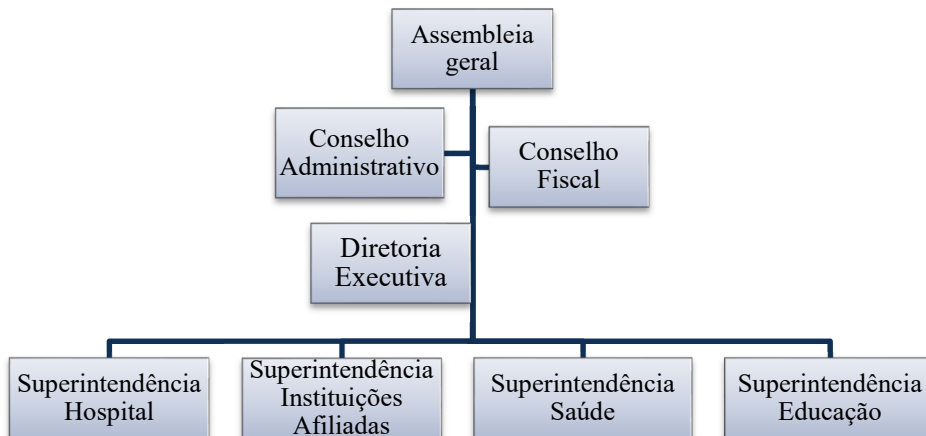 Assembleia
geral
Conselho
Administrativo
Conselho
Fiscal
Diretoria
Executiva
Superintendência
Hospital
Superintendência
Instituições
Afiliadas
Superintendência
Saúde
Superintendência
Educação